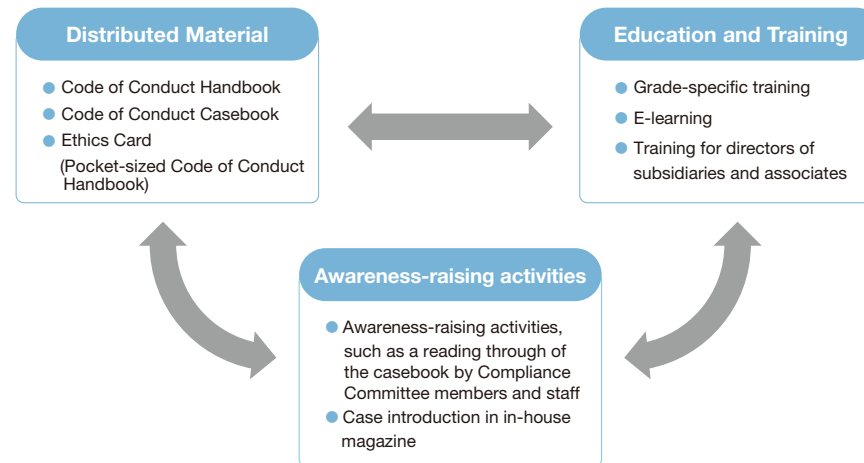 Distributed Material
Code of Conduct Handbook
Code of Conduct Casebook
Ethics Card
(Pocket-sized Code of Conduct
Handbook)
Education and Training
Grade-specific training
E-learning
Training for directors of
subsidiaries and associates
Awareness-raising activities
Awareness-raising activities,
such as a reading through of
the casebook by Compliance
Committee members and staff
Case introduction in in-house
magazine